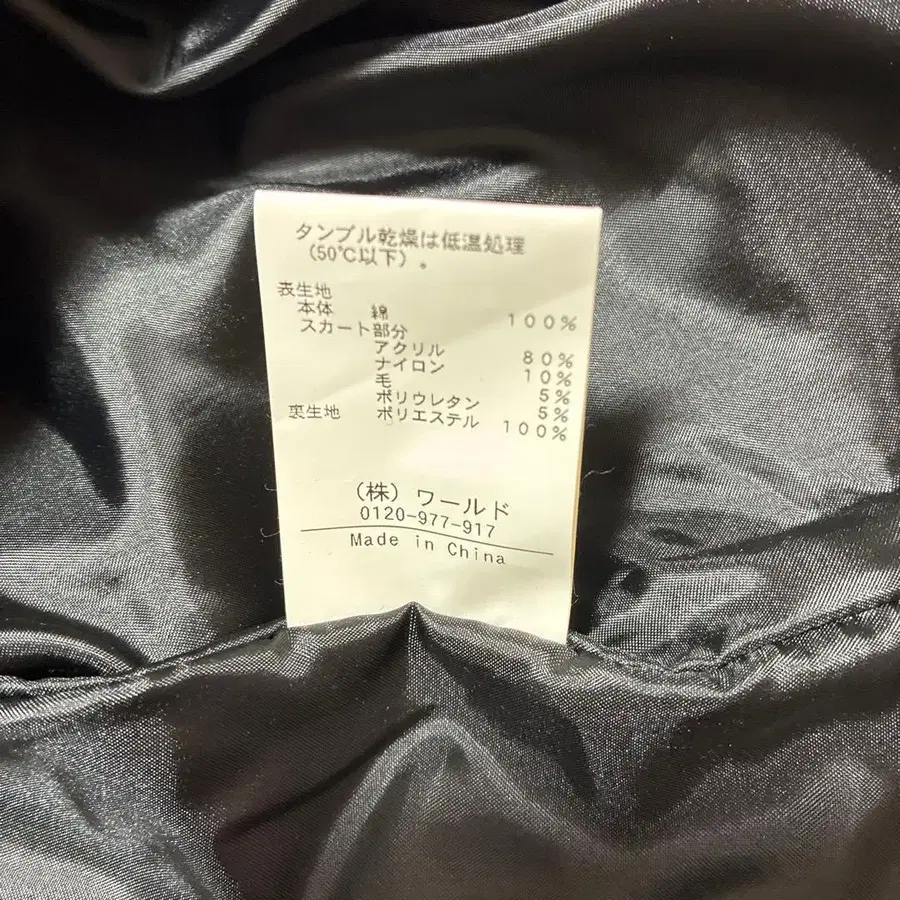 タンブル乾燥は低温処理
(50℃以下)。
表生地
本体 綿 100%
スカート部分
アクリル 80%
ナイロン 10%
毛 5%
ポリウレタン 5%
裏生地 ポリエステル 100%
(株)ワールド
0120-977-917
Made in China